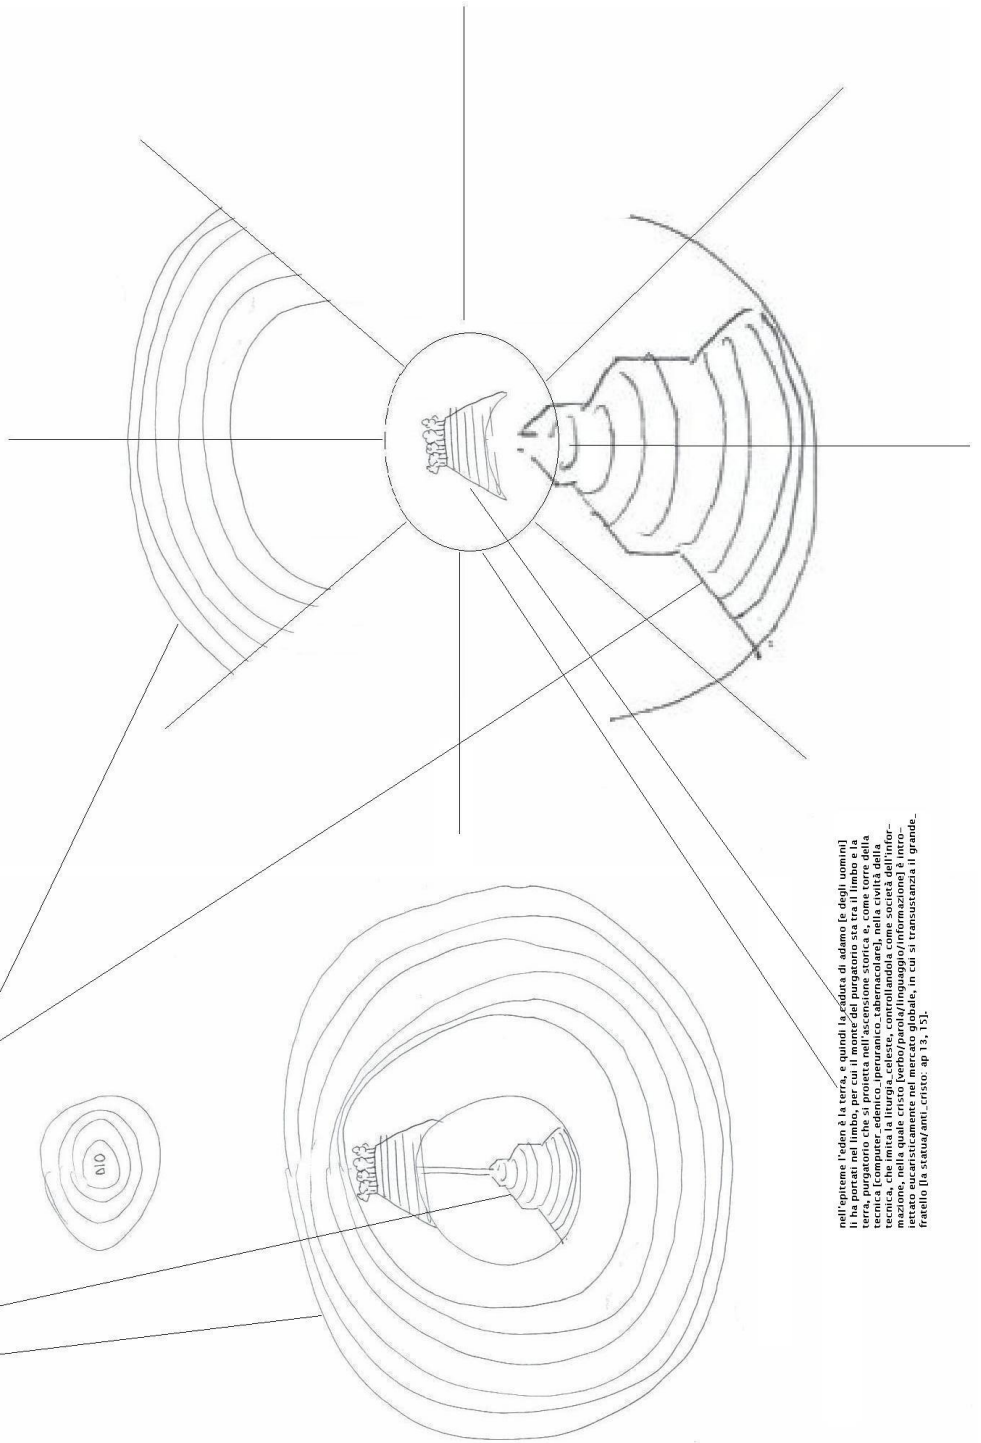 DIO
nell'epiteme l'eden è la terra, e quindi la caduta di adamo [e degli uomini]
li ha portati nel limbo, per cui il monte del purgatorio sta tra il limbo e la
terra, purgatorio che si proietta nell'ascensione storica e, come torre della
tecnica [computer_edenico_iperuranico_tabernacolare], nella civiltà della
tecnica, che imita la liturgia_celeste, controllandola come società dell'infor-
mazione, nella quale cristo [verbo/parola/linguaggio/informazione] è intro-
iettato eucaristicamente nel mercato globale, in cui si transustanzia il grande_
fratello [la statua/anti_cristo: ap 13, 15].